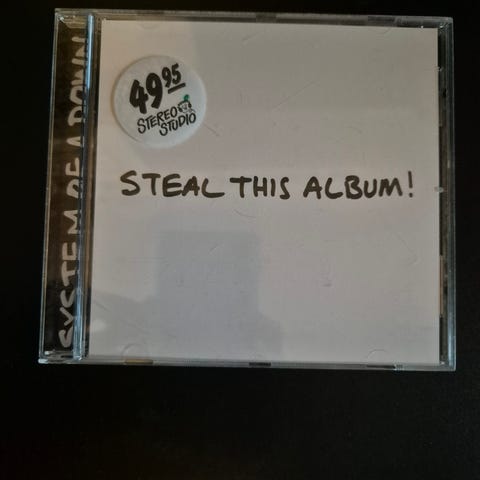 SYSTEM OF A DOWN
49 95
STEREO
STUDIO
STEAL THIS ALBUM!